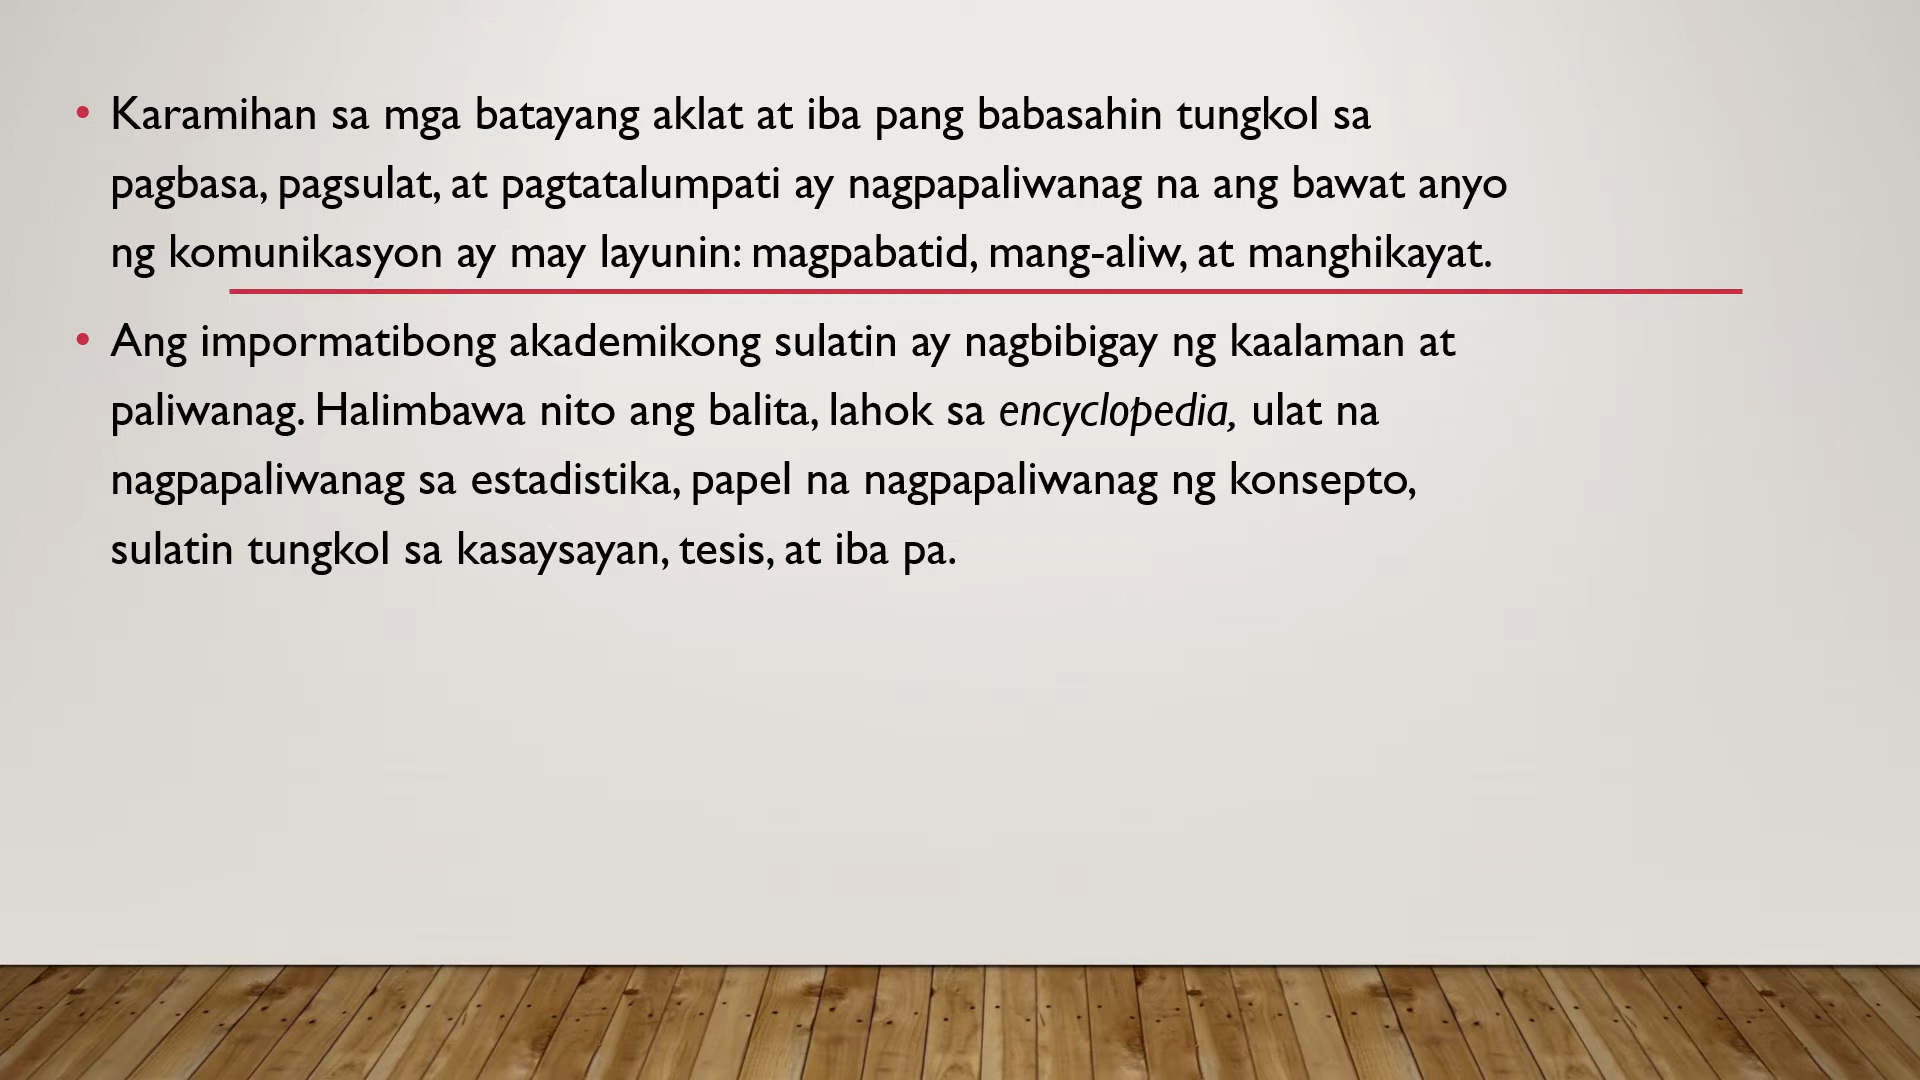 • Karamihan sa mga batayang aklat at iba pang babasahin tungkol sa
pagbasa, pagsulat, at pagtatalumpati ay nagpapaliwanag na ang bawat anyo
ng komunikasyon ay may layunin: magpabatid, mang-aliw, at manghikayat.
• Ang impormatibong akademikong sulatin ay nagbibigay ng kaalaman at
paliwanag. Halimbawa nito ang balita, lahok sa encyclopedia, ulat na
nagpapaliwanag sa estadistika, papel na nagpapaliwanag ng konsepto,
sulatin tungkol sa kasaysayan, tesis, at iba pa.